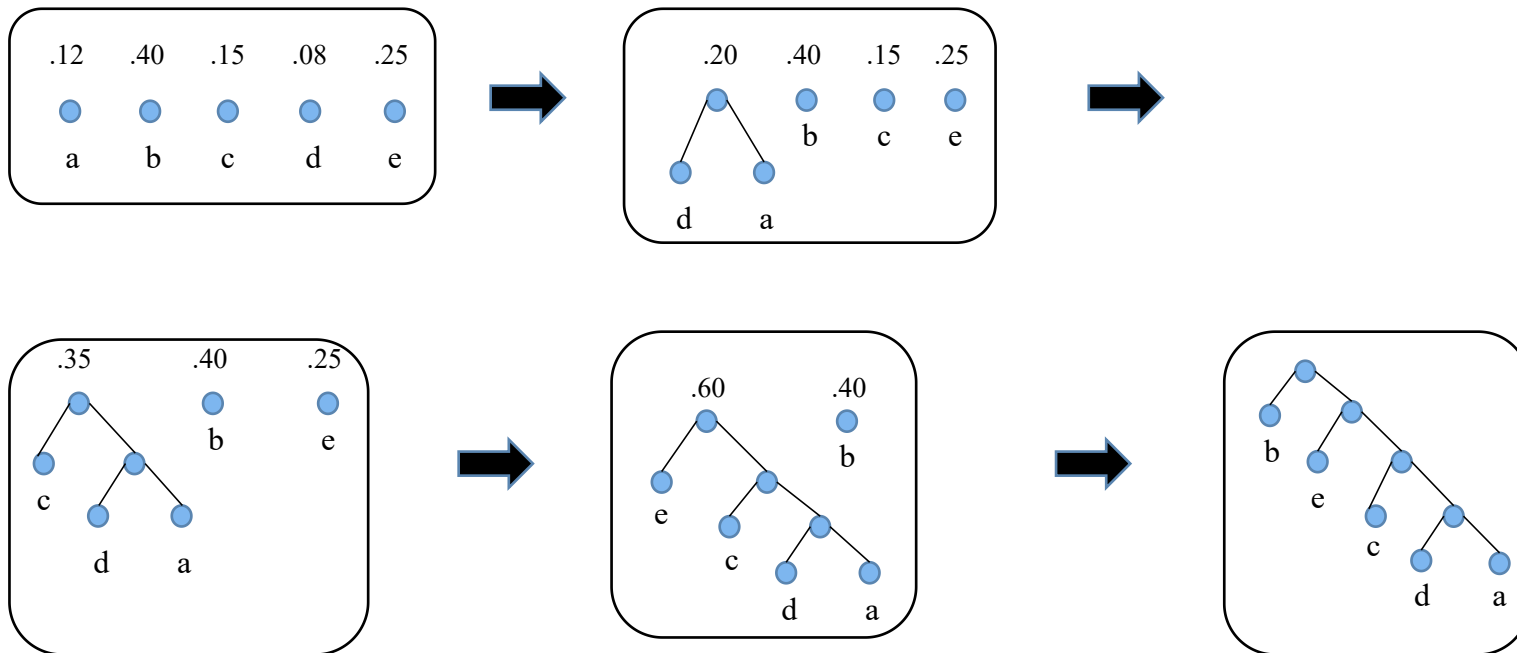 .12 .40 .15 .08 .25
a b c d e
.20 .40 .15 .25
b c e
d a
.35 .40 .25
b e
c
d a
.60 .40
b
e
c
d a
b
e
c
d a